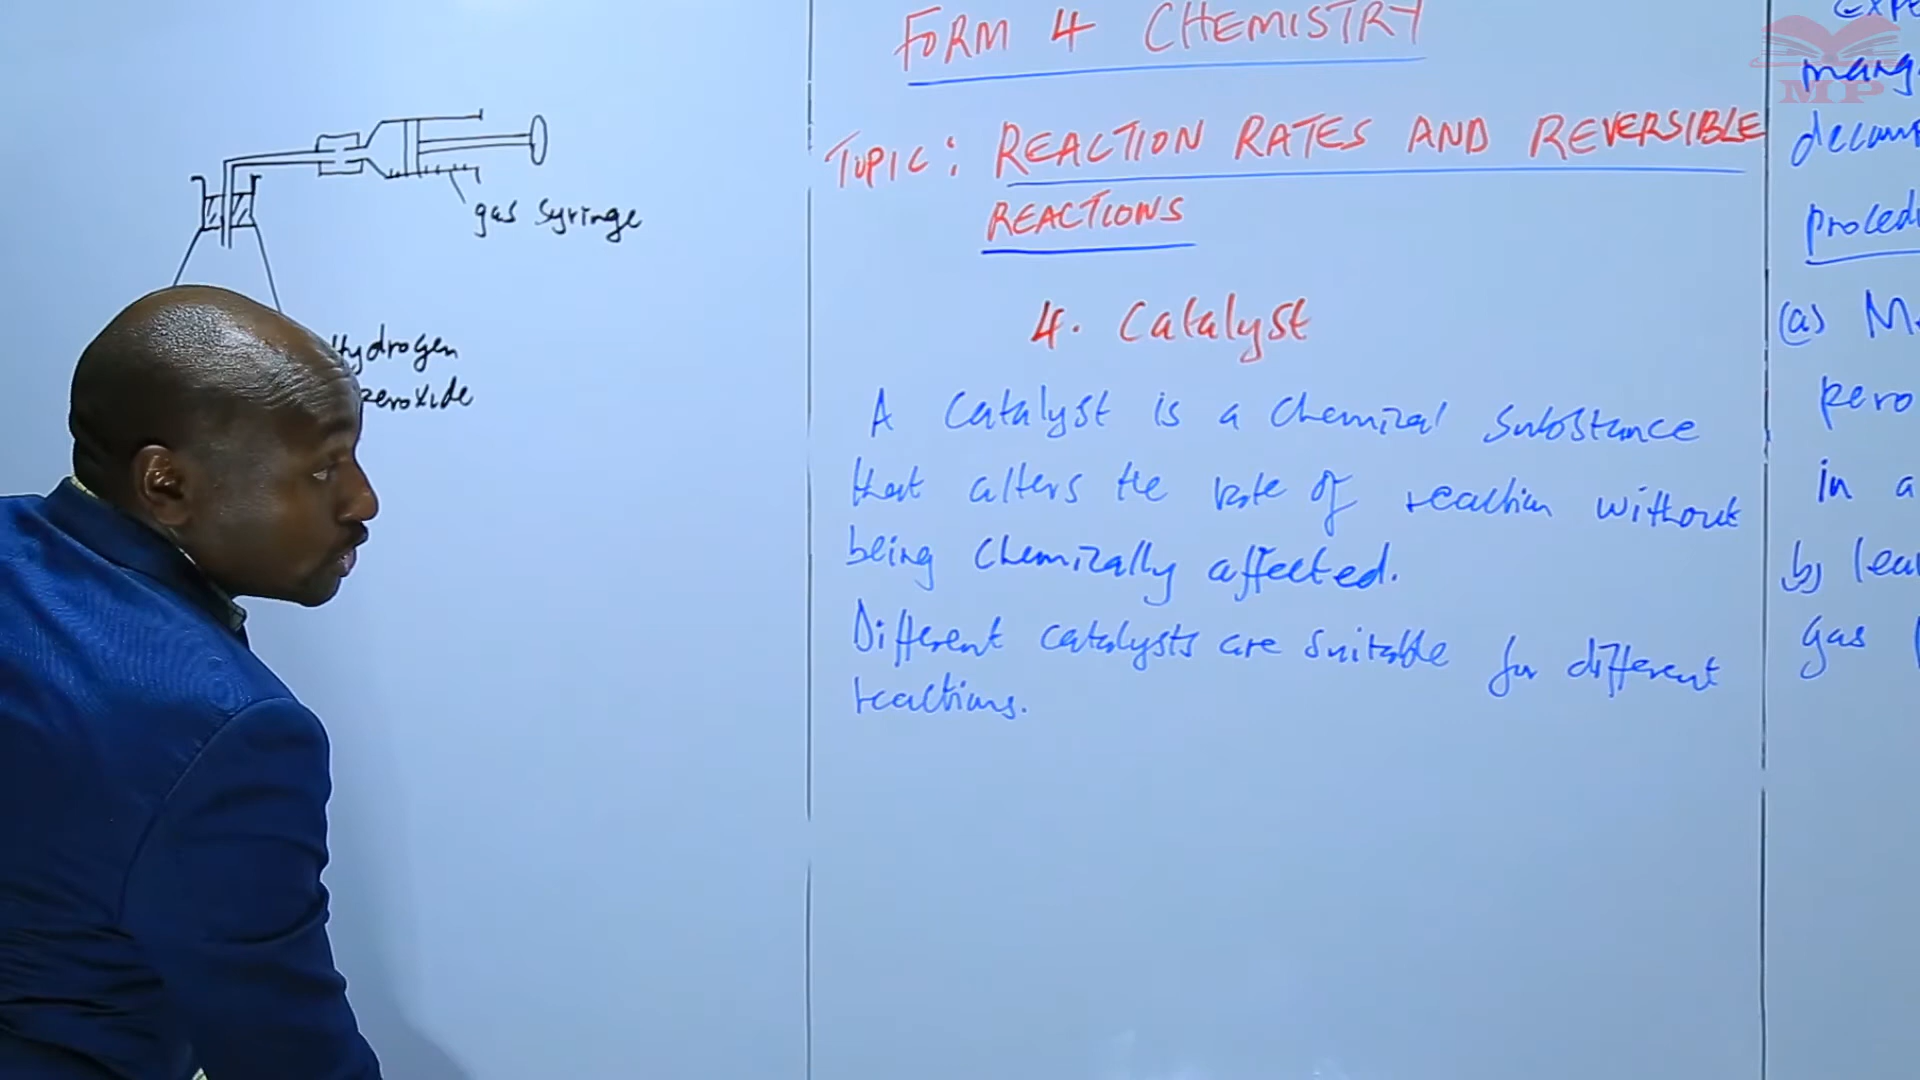 gas syringe
Hydrogen
peroxide
FORM 4 CHEMISTRY
TOPIC: REACTION RATES AND REVERSIBLE
REACTIONS
4. Catalyst
A catalyst is a chemical substance
that alters the rate of reaction without
being chemically affected.
Different catalysts are suitable for different
reactions.
MP
(a) M
pero
in a
b)
gas